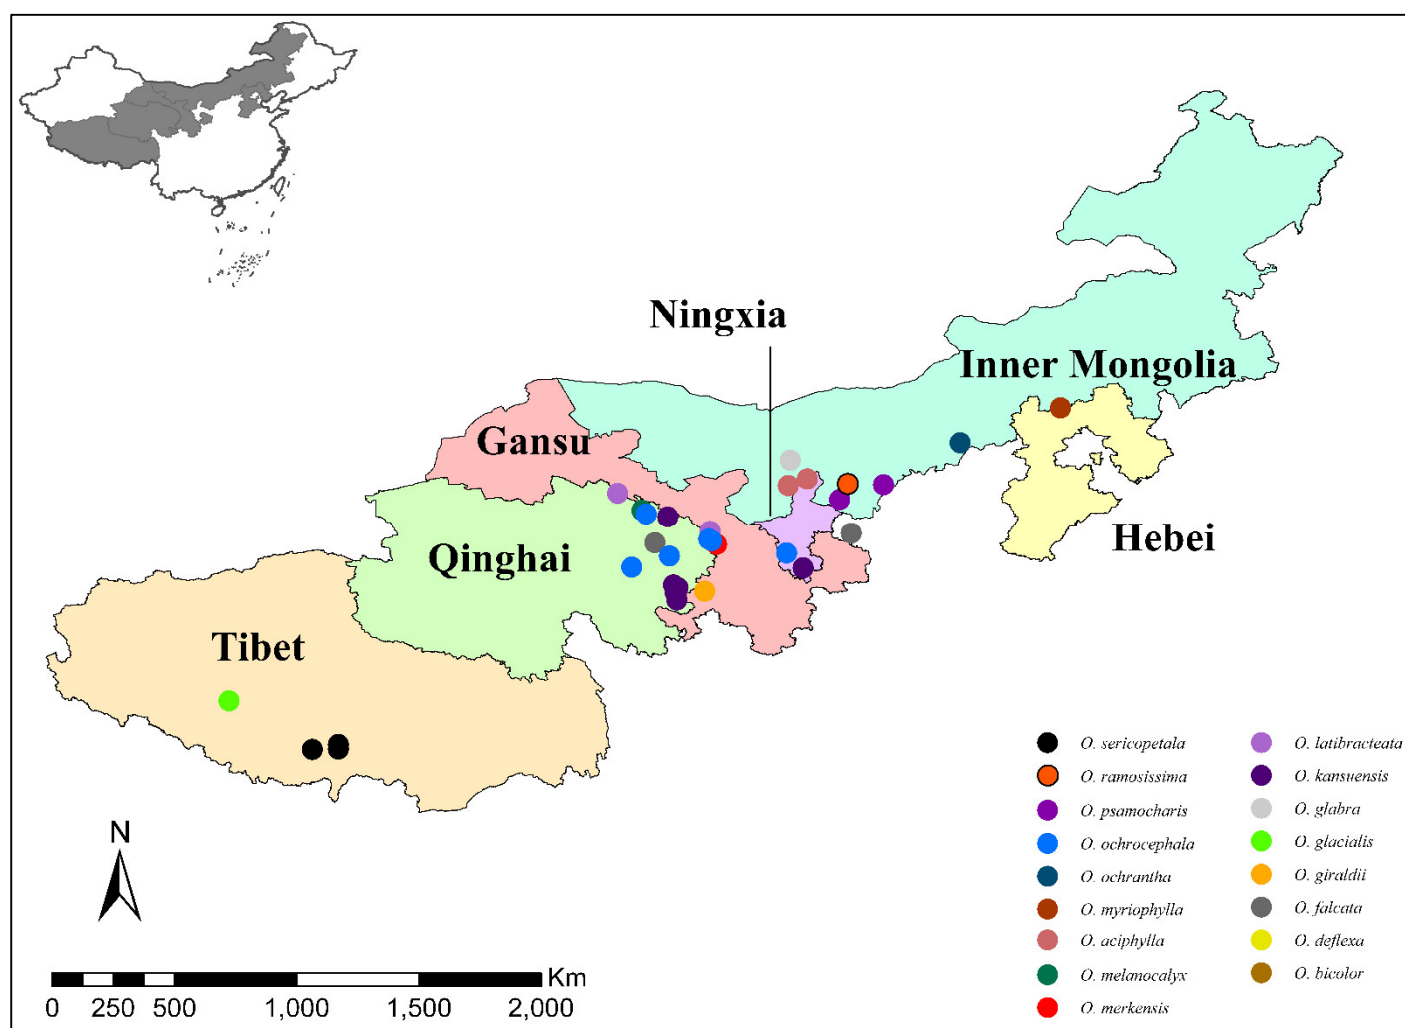 Ningxia
Inner Mongolia
Gansu
Hebei
Qinghai
Tibet
N
Km
0 250 500 1,000 1,500 2,000
O. sericopetala
O. ramosissima
O. psamocharis
O. ochrocephala
O. ochrantha
O. myriophylla
O. aciphylla
O. melanocalyx
O. merkensis
O. latibracteata
O. kansuensis
O. glabra
O. glacialis
O. giraldii
O. falcata
O. deflexa
O. bicolor